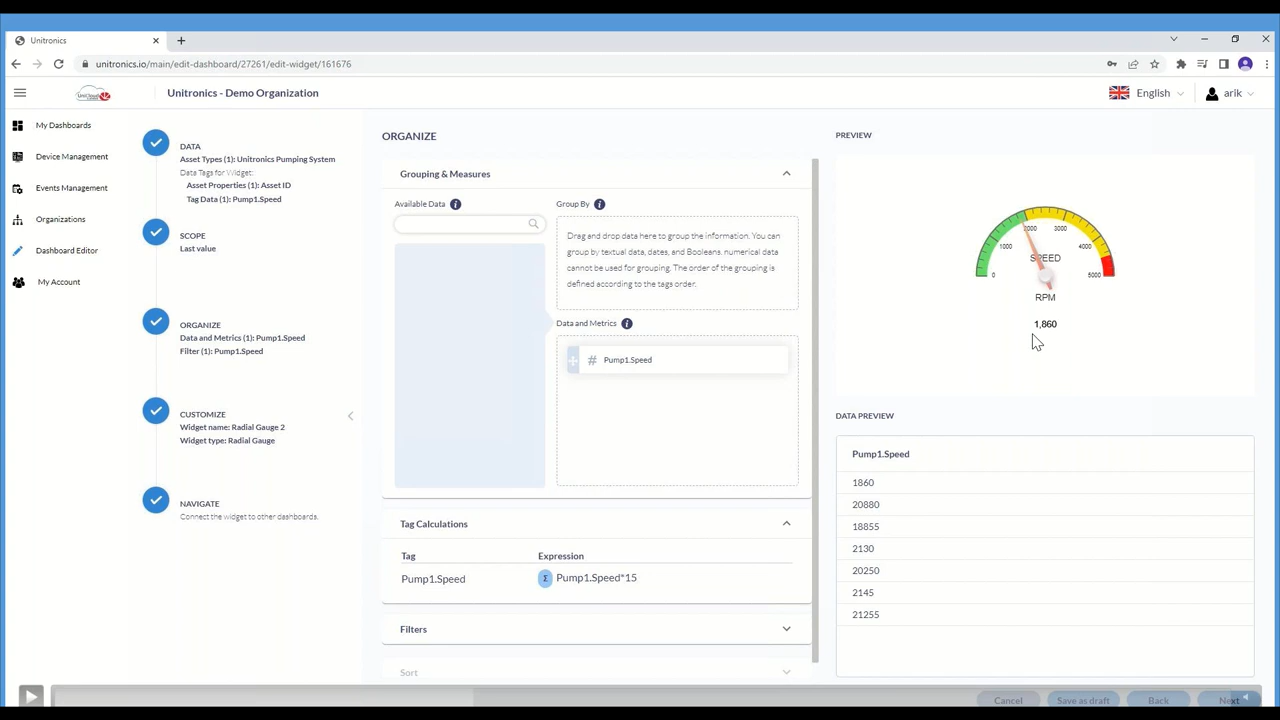 Unitronics
unitronics.io/main/edit-dashboard/27261/edit-widget/161676
UniCloud
Unitronics - Demo Organization
English
arik
My Dashboards
Device Management
Events Management
Organizations
Dashboard Editor
My Account
DATA
Asset Types (1): Unitronics Pumping System
Data Tags for Widget:
Asset Properties (1): Asset ID
Tag Data (1): Pump1.Speed
SCOPE
Last value
ORGANIZE
Data and Metrics (1): Pump1.Speed
Filter (1): Pump1.Speed
CUSTOMIZE
Widget name: Radial Gauge 2
Widget type: Radial Gauge
NAVIGATE
Connect the widget to other dashboards.
ORGANIZE
Grouping & Measures
Available Data
Group By
Drag and drop data here to group the information. You can
group by textual data, dates, and Booleans. numerical data
cannot be used for grouping. The order of the grouping is
defined according to the tags order.
Data and Metrics
# Pump1.Speed
Tag Calculations
Tag Expression
Pump1.Speed Σ Pump1.Speed*15
Filters
Sort
PREVIEW
0 1000 2000 3000 4000 5000
SPEED
RPM
1,860
DATA PREVIEW
Pump1.Speed
1860
20880
18855
2130
20250
2145
21255
Cancel Save as draft Back Next